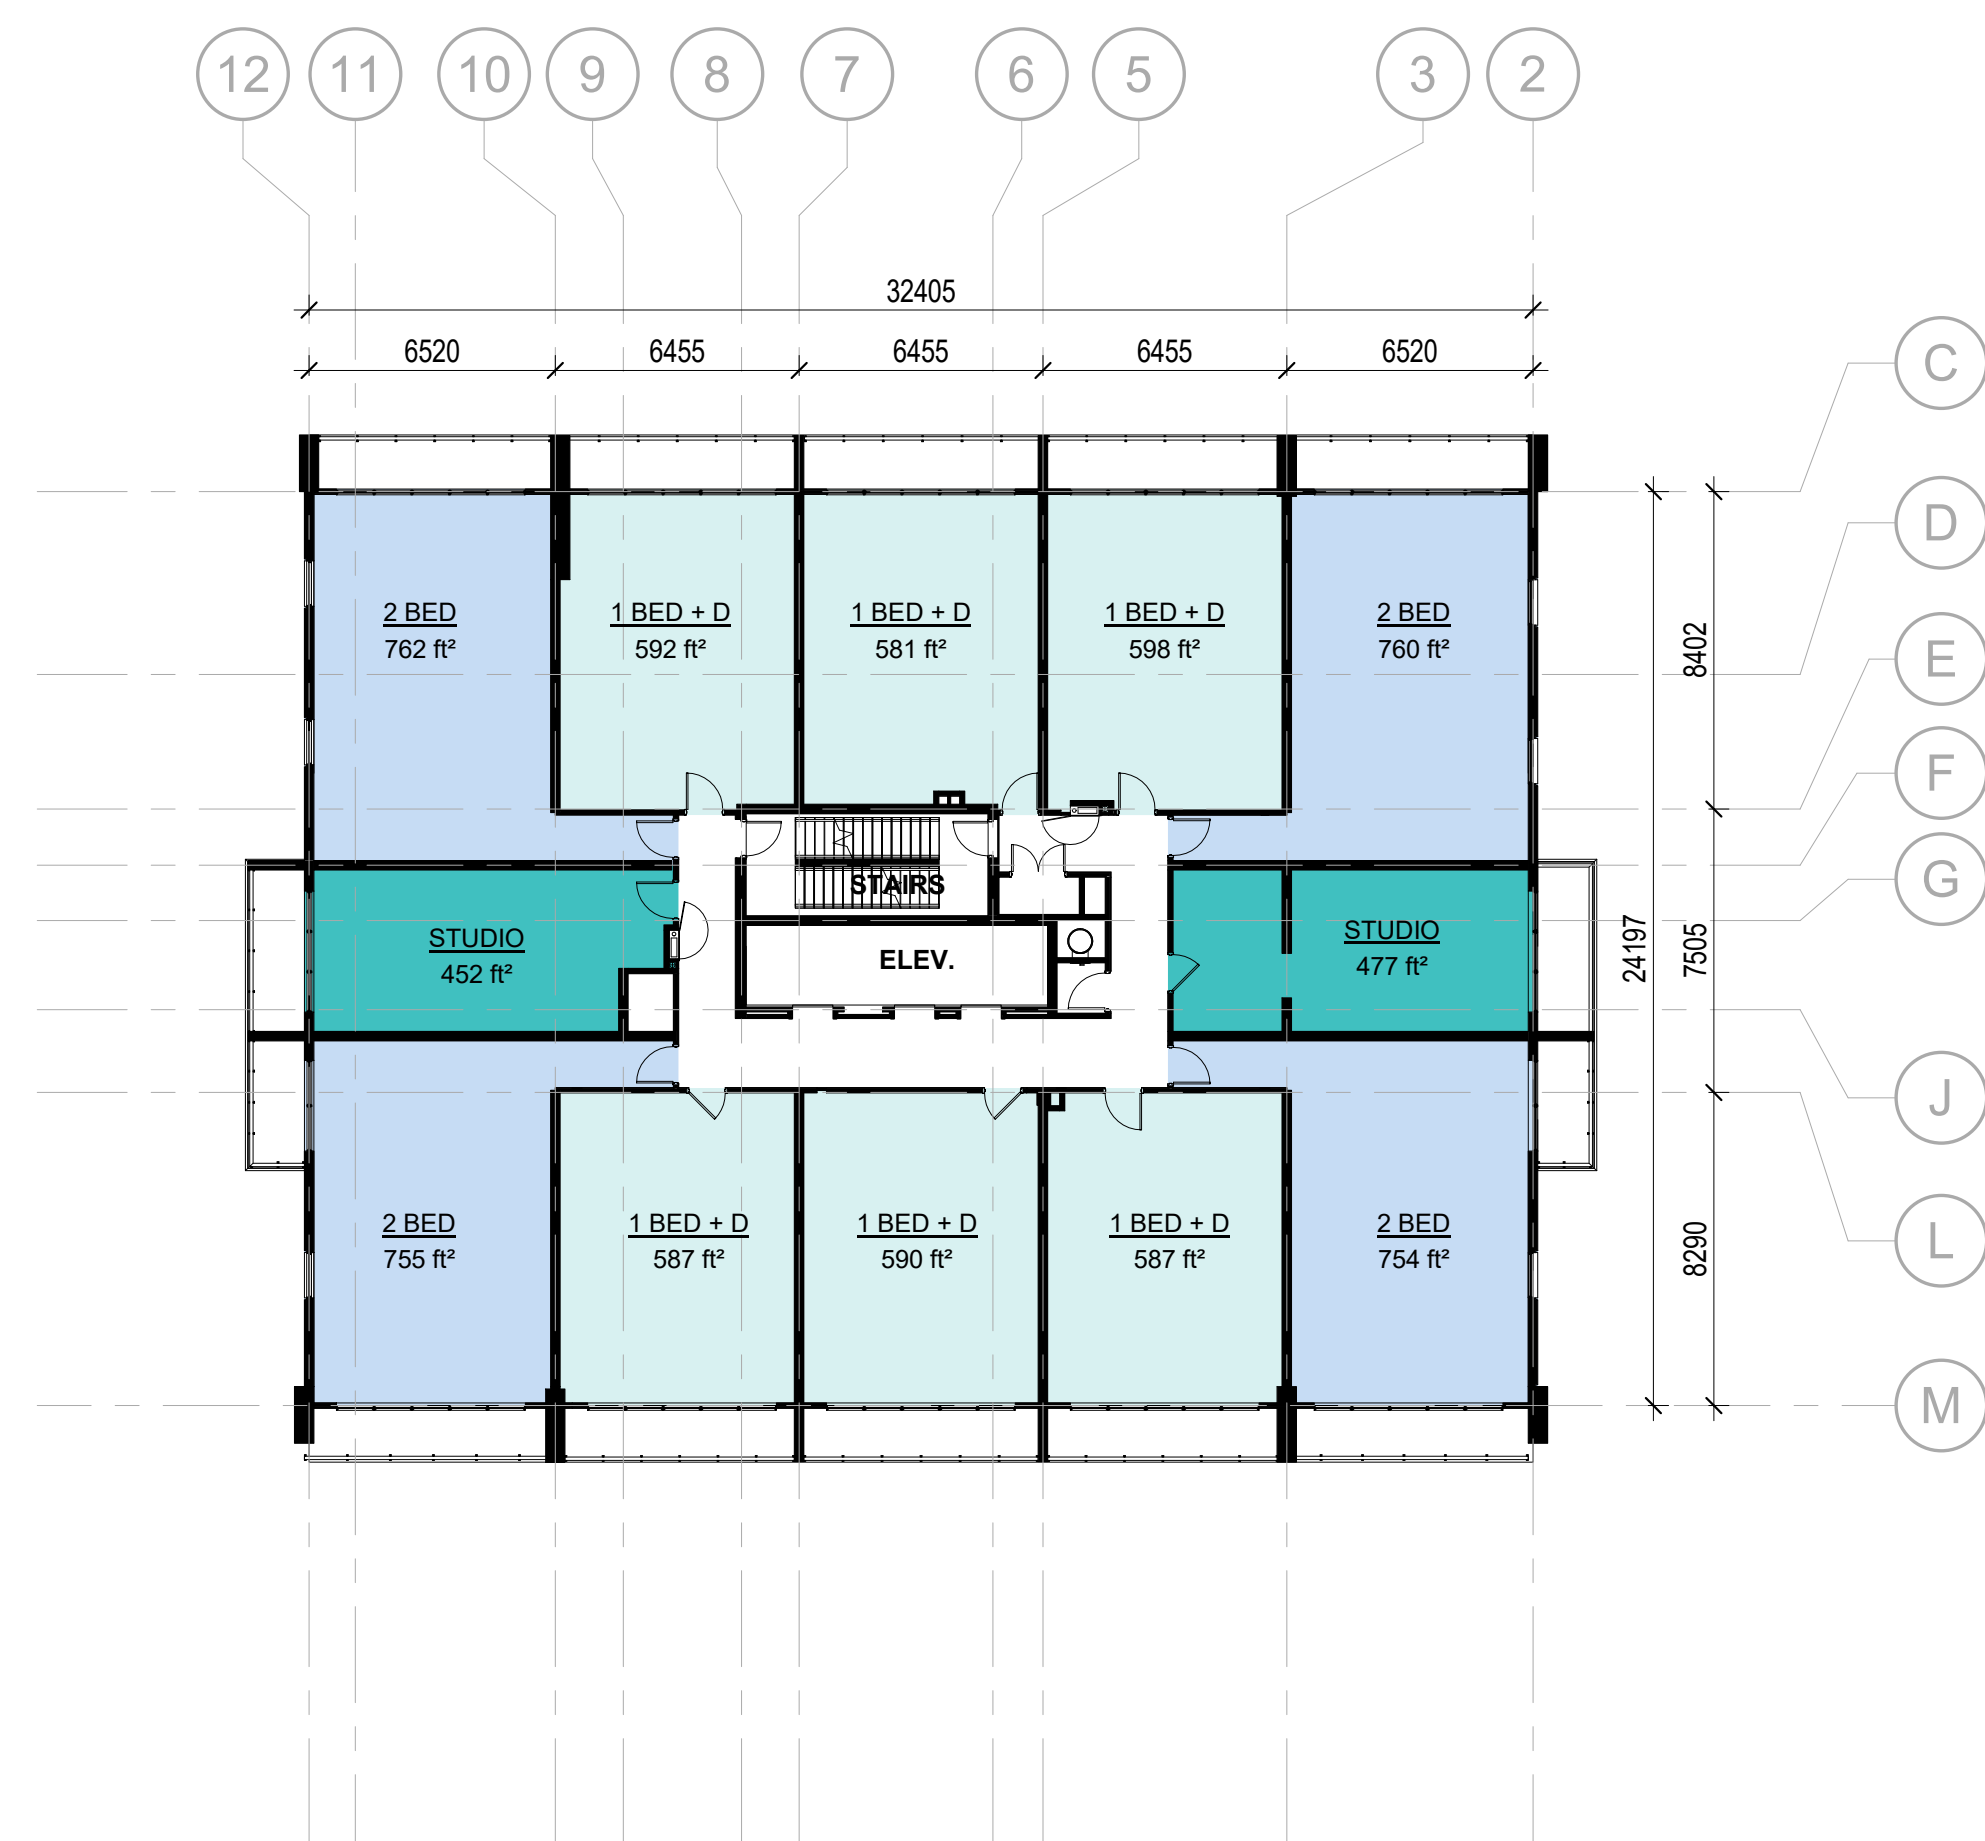 12 11 10 9 8 7 6 5 3 2
32405
6520 6455 6455 6455 6520
C
D
E
F
G
J
L
M
8402
7505
24197
8290
2 BED
762 ft²
1 BED + D
592 ft²
1 BED + D
581 ft²
1 BED + D
598 ft²
2 BED
760 ft²
STAIRS
STUDIO
452 ft²
ELEV.
STUDIO
477 ft²
2 BED
755 ft²
1 BED + D
587 ft²
1 BED + D
590 ft²
1 BED + D
587 ft²
2 BED
754 ft²